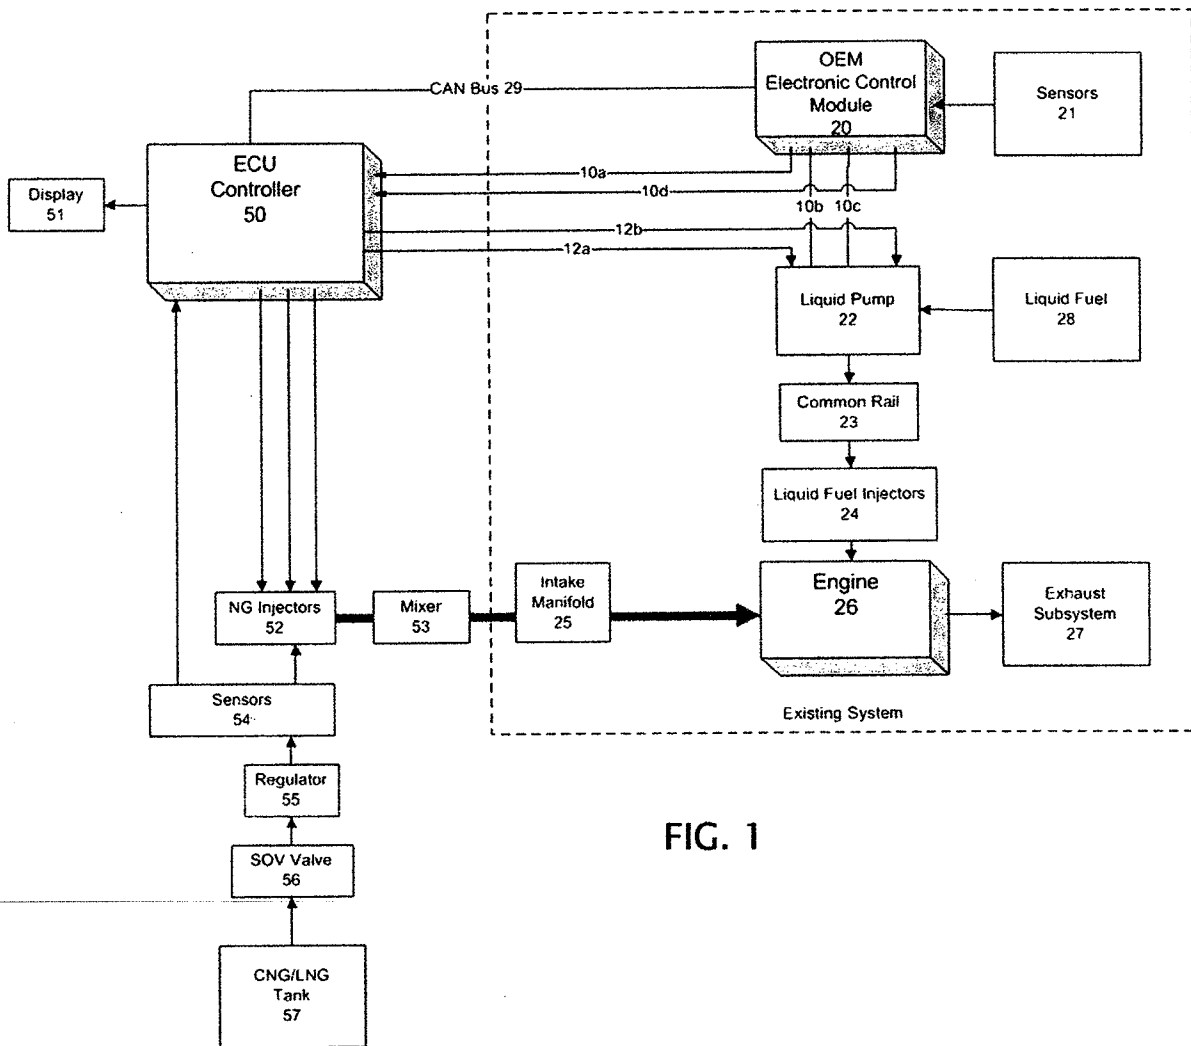 OEM
Electronic Control
Module
20
Sensors
21
CAN Bus 29
ECU
Controller
50
Display
51
10a
10d
10b
10c
12b
12a
Liquid Pump
22
Liquid Fuel
28
Common Rail
23
Liquid Fuel Injectors
24
NG Injectors
52
Mixer
53
Intake
Manifold
25
Engine
26
Exhaust
Subsystem
27
Sensors
54
Existing System
Regulator
55
SOV Valve
56
CNG/LNG
Tank
57
FIG. 1